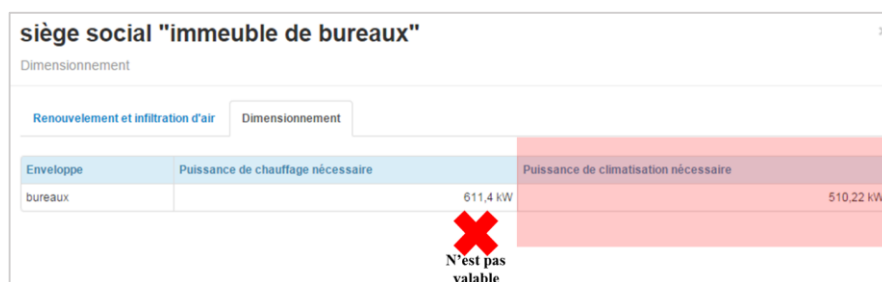 siège social "immeuble de bureaux"
Dimensionnement
Renouvelement et infiltration d'air Dimensionnement
Enveloppe Puissance de chauffage nécessaire Puissance de climatisation nécessaire
bureaux 611,4 kW 510,22 kW
N'est pas
valable